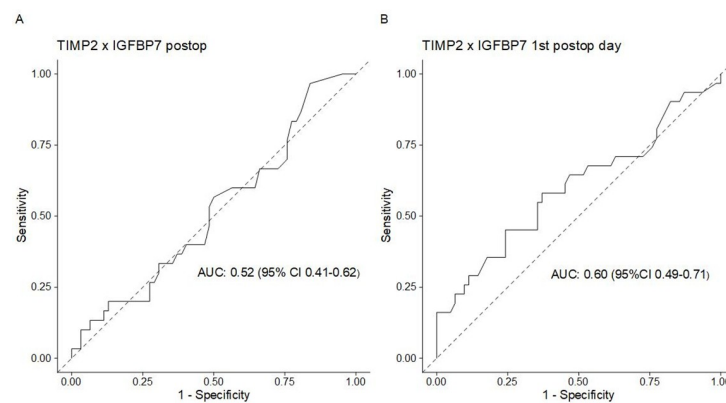 A
TIMP2 x IGFBP7 postop
1.00
0.75
0.50
0.25
0.00
Sensitivity
AUC: 0.52 (95% CI 0.41-0.62)
0.00 0.25 0.50 0.75 1.00
1 - Specificity
B
TIMP2 x IGFBP7 1st postop day
1.00
0.75
0.50
0.25
0.00
Sensitivity
AUC: 0.60 (95%CI 0.49-0.71)
0.00 0.25 0.50 0.75 1.00
1 - Specificity